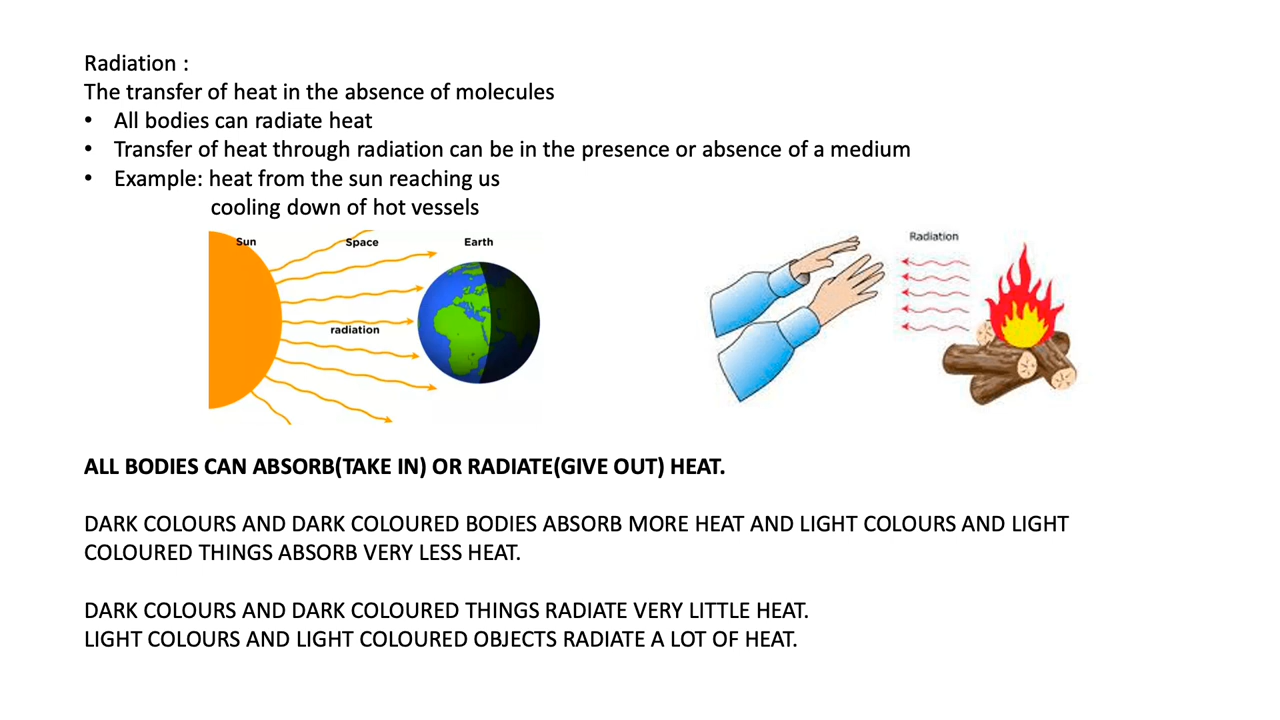 Radiation :
The transfer of heat in the absence of molecules
• All bodies can radiate heat
• Transfer of heat through radiation can be in the presence or absence of a medium
• Example: heat from the sun reaching us
cooling down of hot vessels
Sun Space Earth
radiation
Radiation
ALL BODIES CAN ABSORB(TAKE IN) OR RADIATE(GIVE OUT) HEAT.
DARK COLOURS AND DARK COLOURED BODIES ABSORB MORE HEAT AND LIGHT COLOURS AND LIGHT
COLOURED THINGS ABSORB VERY LESS HEAT.
DARK COLOURS AND DARK COLOURED THINGS RADIATE VERY LITTLE HEAT.
LIGHT COLOURS AND LIGHT COLOURED OBJECTS RADIATE A LOT OF HEAT.